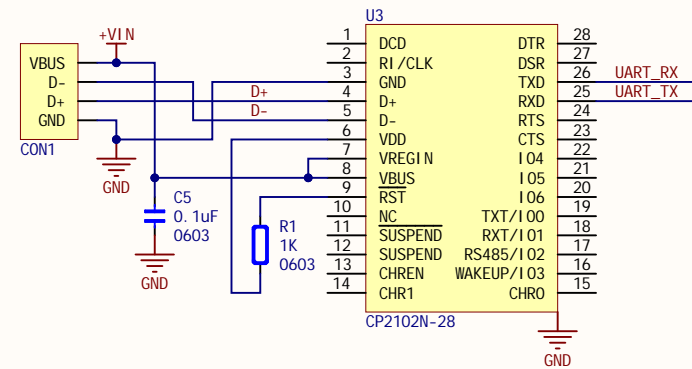 U3
+VIN
1 DCD DTR 28
2 RI/CLK DSR 27
VBUS
3 GND TXD 26 UART_RX
D-
4 D+ RXD 25 UART_TX
D+ D+
5 D- RTS 24
GND D-
6 VDD CTS 23
CON1
7 VREGIN IO4 22
8 VBUS IO5 21
GND
9 RST IO6 20
C5
10 NC TXT/IO0 19
0.1uF R1
11 SUSPEND RXT/IO1 18
0603 1K
12 SUSPEND RS485/IO2 17
0603
13 CHREN WAKEUP/IO3 16
GND
14 CHR1 CHR0 15
CP2102N-28
GND